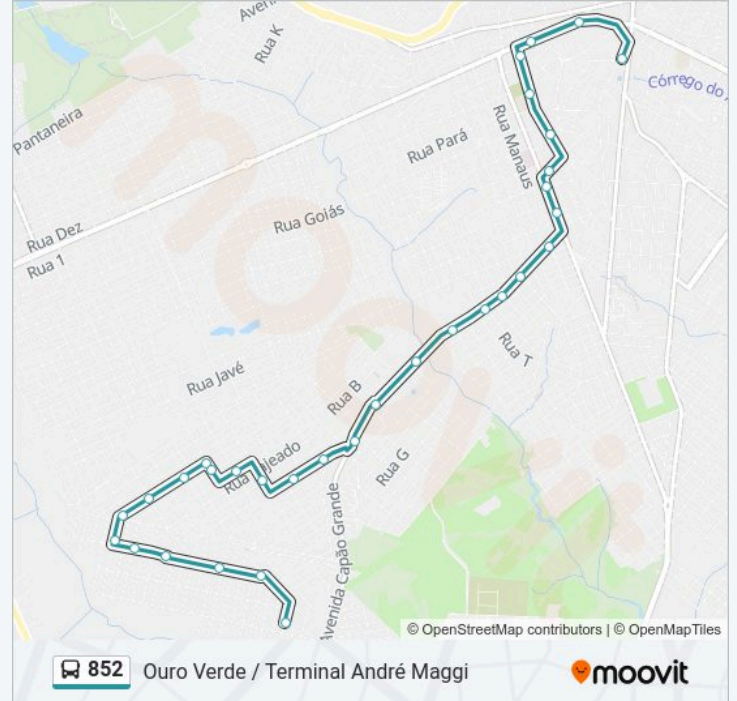 Rua K
Córrego do
Pantaneira
Rua Pará
Rua Manaus
Rua Goiás
Rua Dez
Rua 1
Rua T
Rua Javé
Rua B
Rua G
Avenida Capão Grande
© OpenStreetMap contributors | © OpenMapTiles
852 Ouro Verde / Terminal André Maggi
moovit